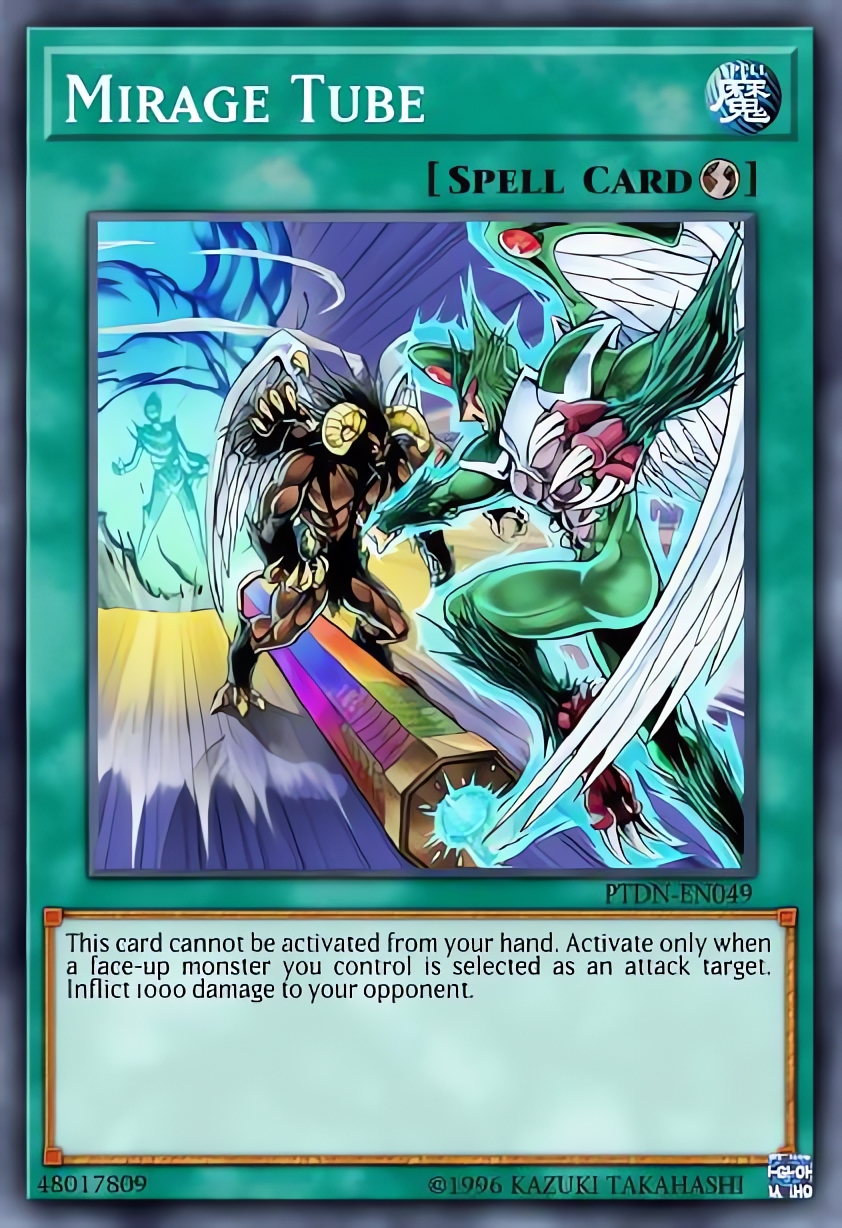 MIRAGE TUBE
魔
[SPELL CARD]
PTDN-EN049
This card cannot be activated from your hand. Activate only when
a face-up monster you control is selected as an attack target.
Inflict 1000 damage to your opponent.
48017809
©1996 KAZUKI TAKAHASHI